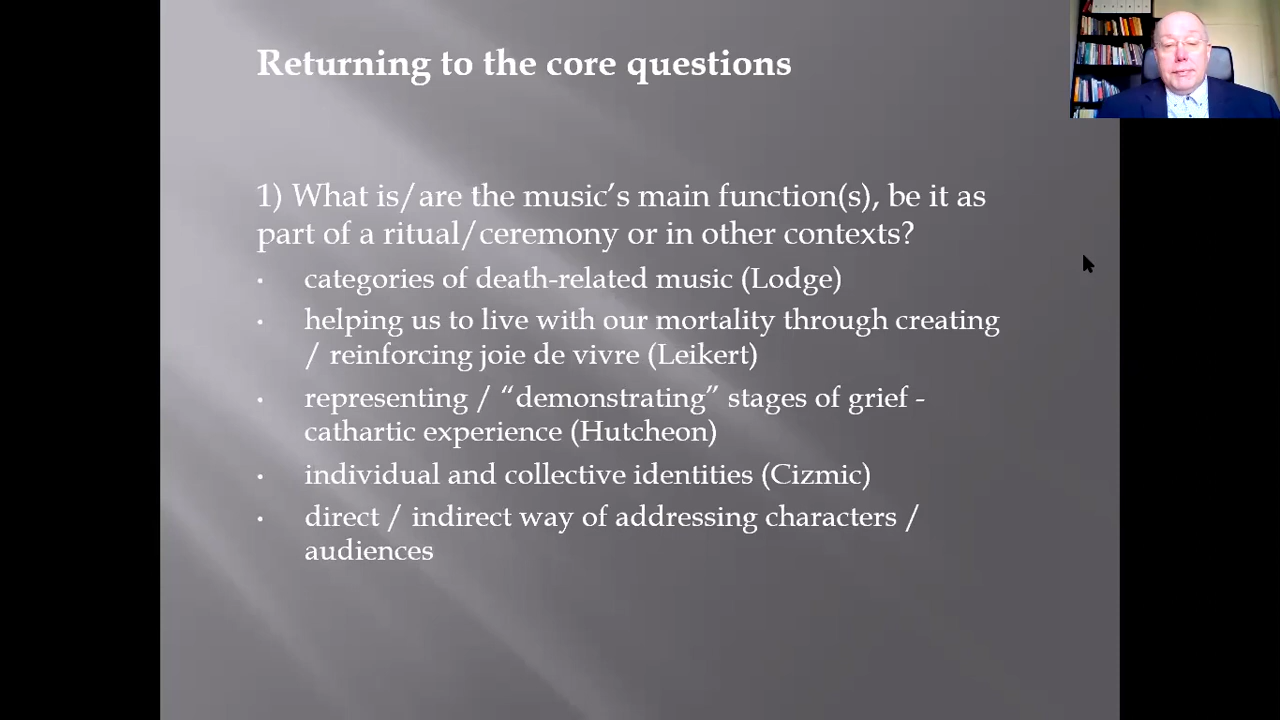 Returning to the core questions
1) What is/are the music’s main function(s), be it as
part of a ritual/ceremony or in other contexts?
• categories of death-related music (Lodge)
• helping us to live with our mortality through creating
/ reinforcing joie de vivre (Leikert)
• representing / “demonstrating” stages of grief -
cathartic experience (Hutcheon)
• individual and collective identities (Cizmic)
• direct / indirect way of addressing characters /
audiences